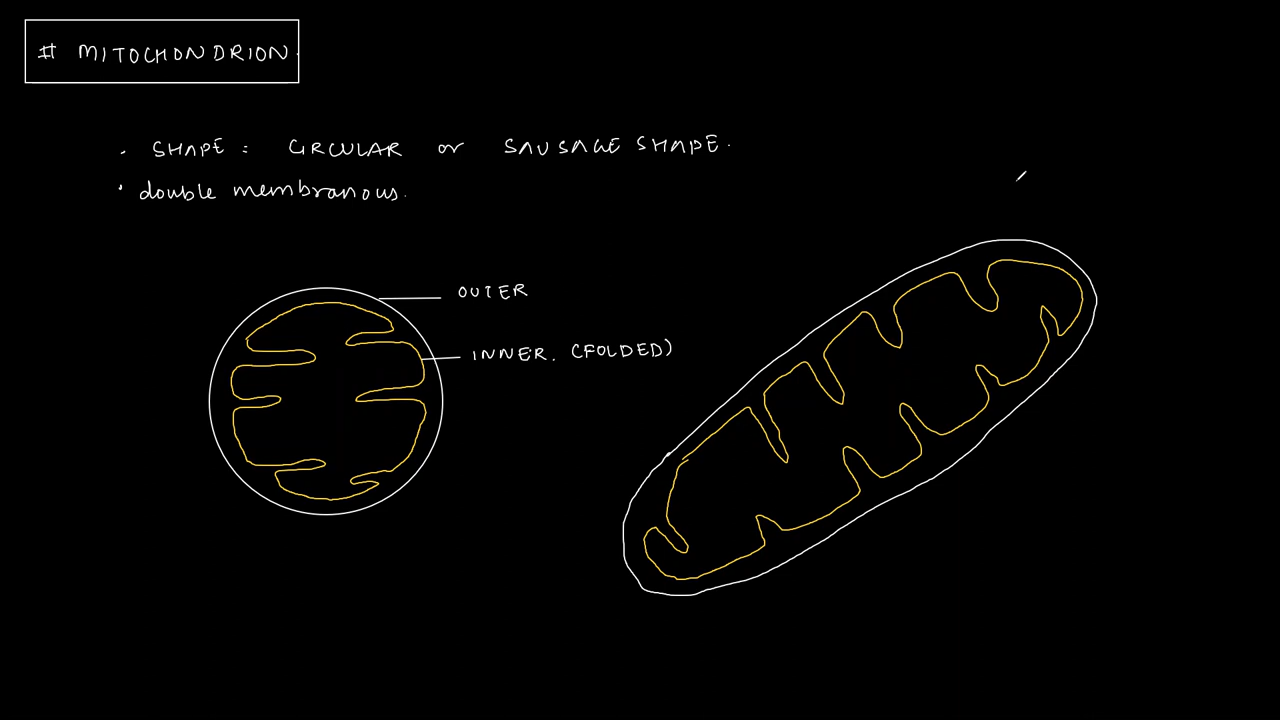 # MITOCHONDRION.
. SHAPE : CIRCULAR or SAUSAGE SHAPE.
. double membranous.
OUTER
INNER. (FOLDED)